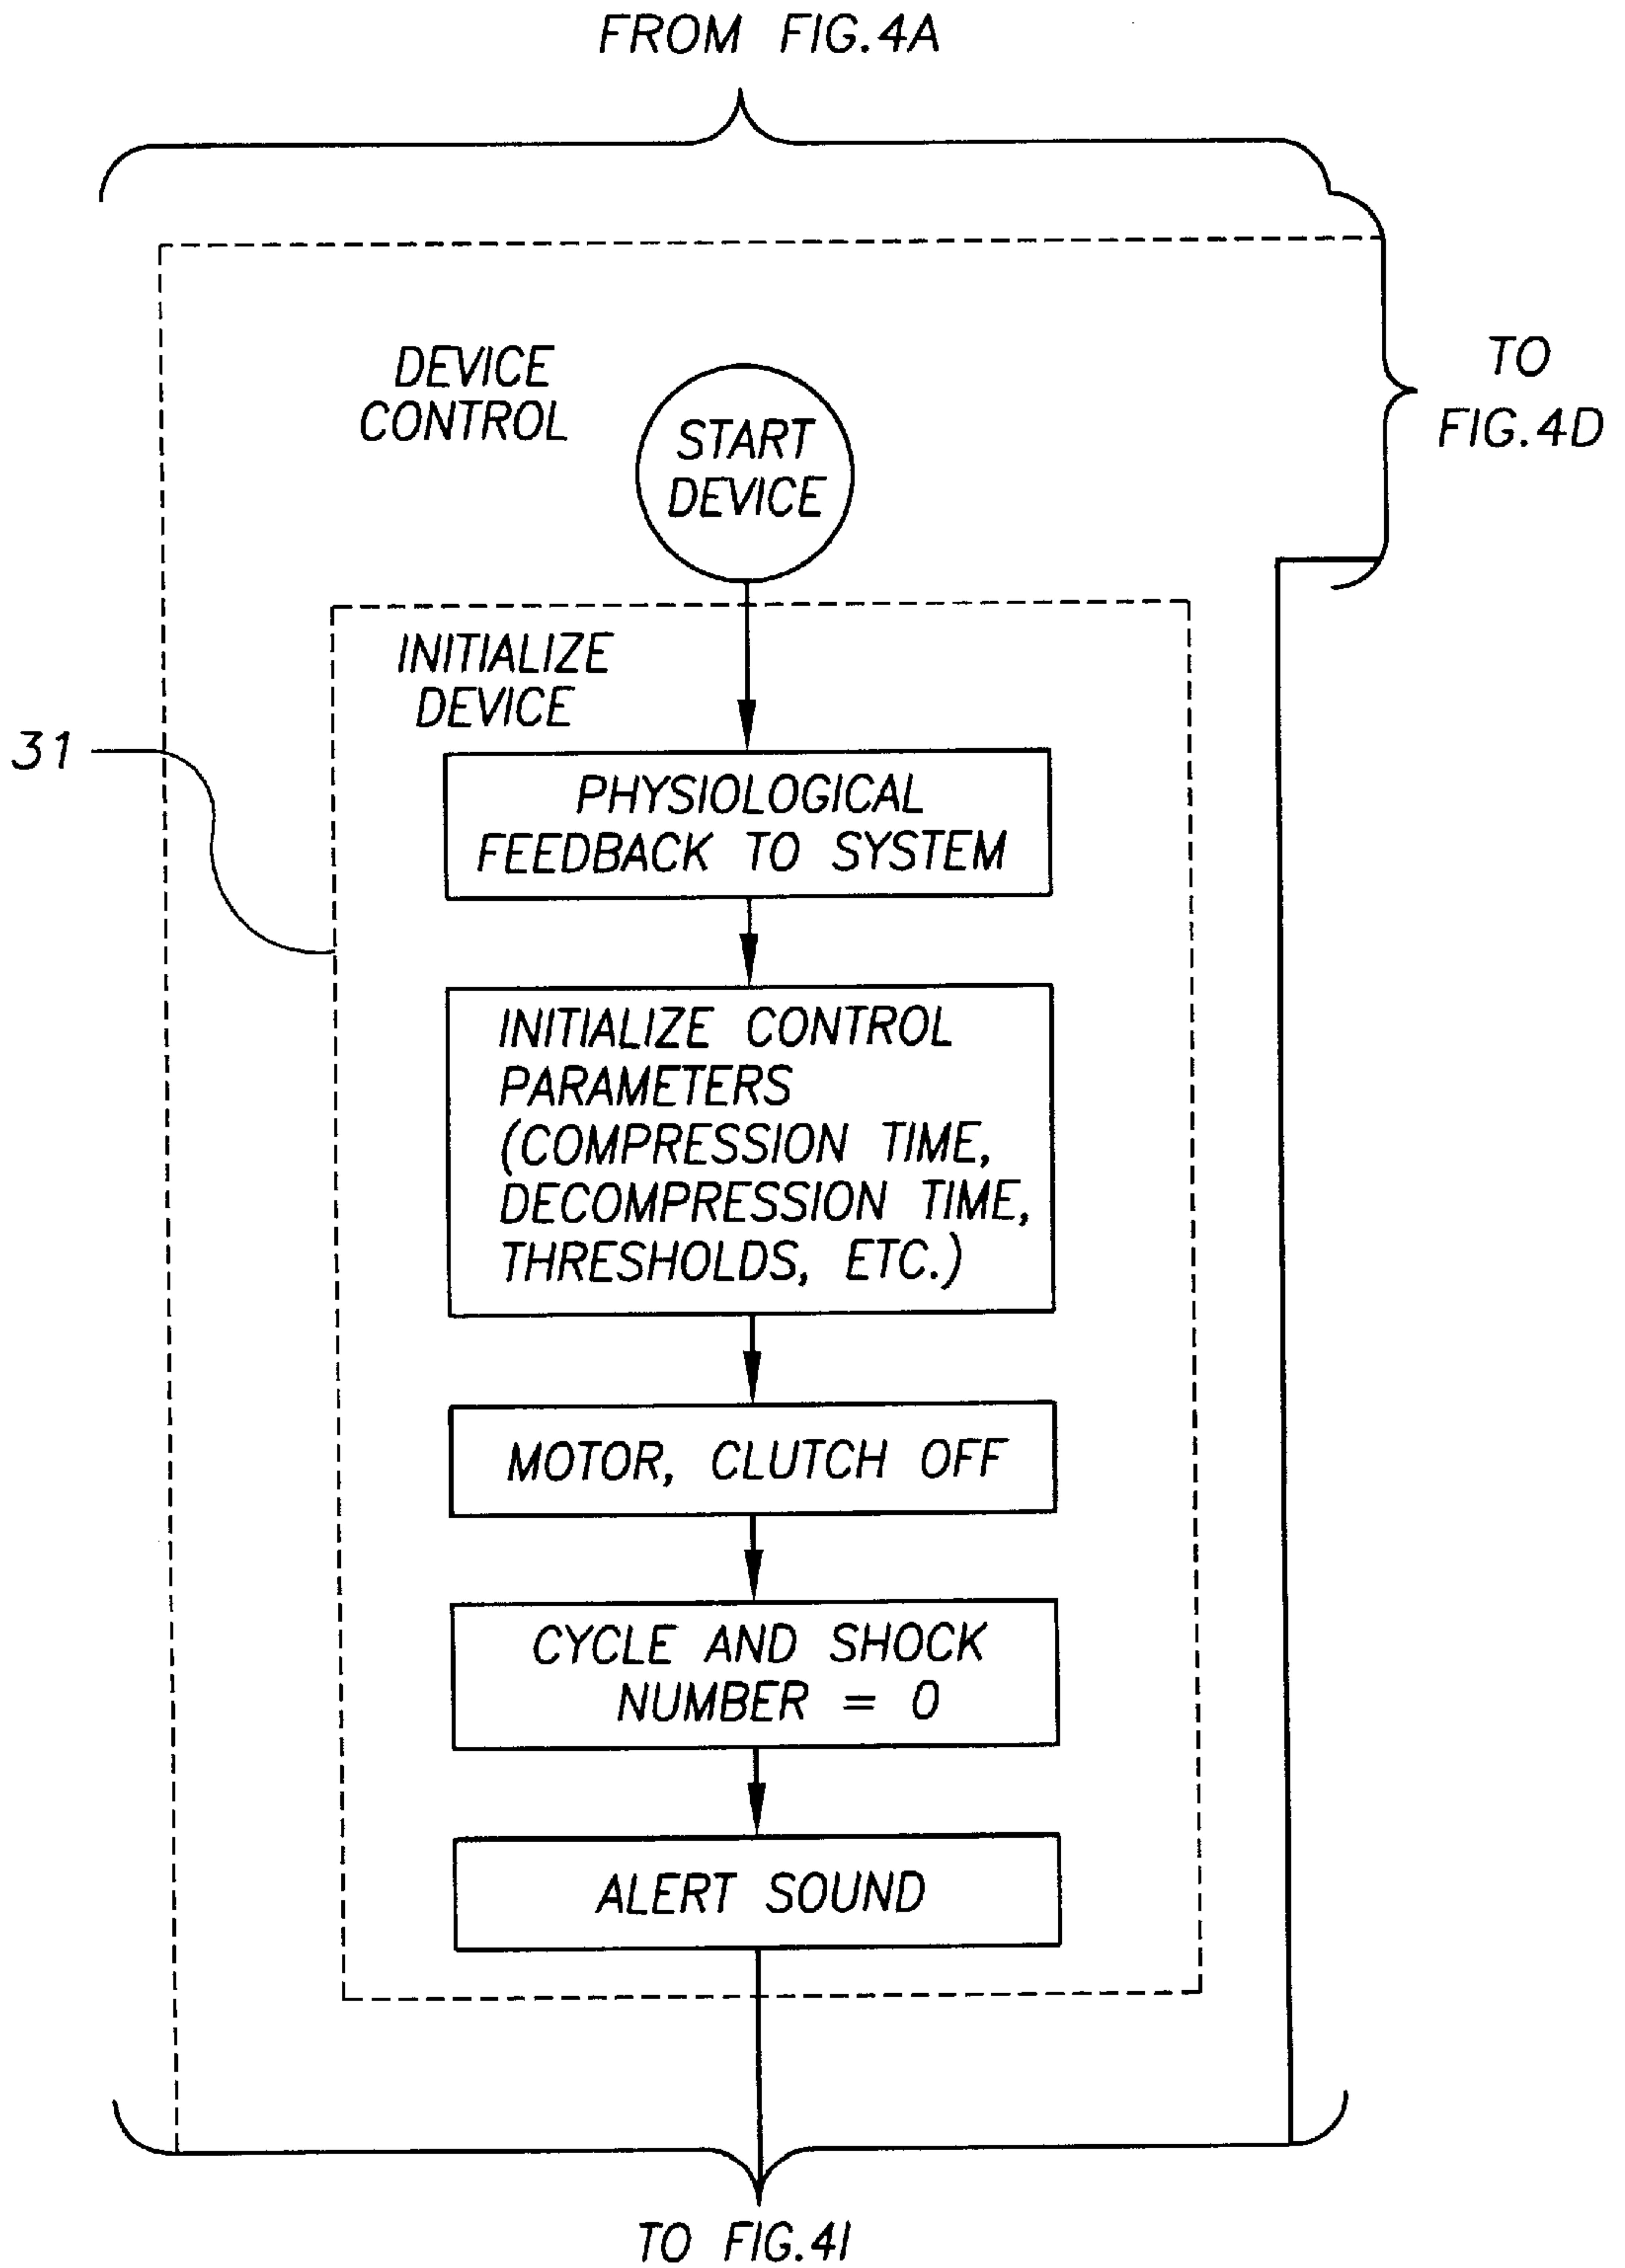 FROM FIG.4A
DEVICE
CONTROL
START
DEVICE
TO
FIG.4D
INITIALIZE
DEVICE
31
PHYSIOLOGICAL
FEEDBACK TO SYSTEM
INITIALIZE CONTROL
PARAMETERS
(COMPRESSION TIME,
DECOMPRESSION TIME,
THRESHOLDS, ETC.)
MOTOR, CLUTCH OFF
CYCLE AND SHOCK
NUMBER = 0
ALERT SOUND
TO FIG.4I